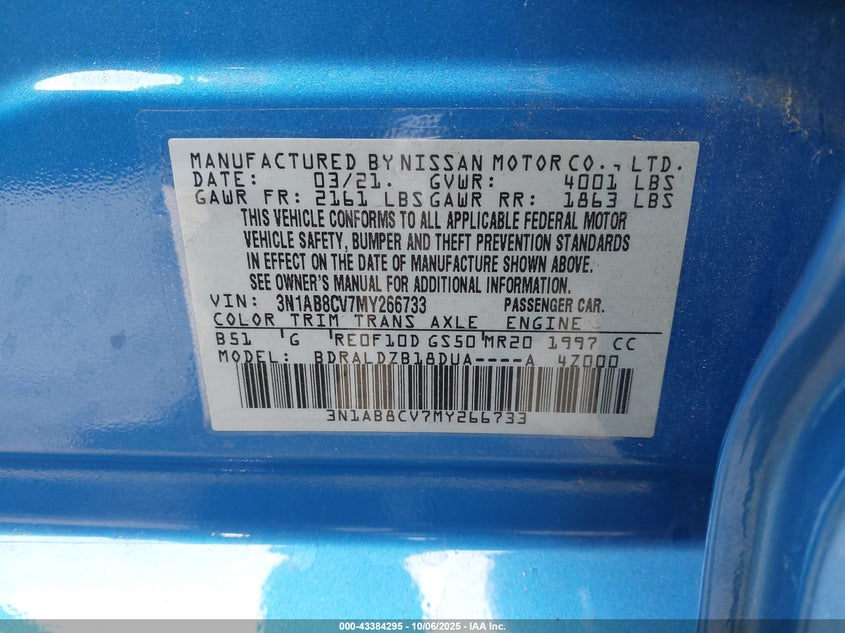 MANUFACTURED BY NISSAN MOTOR CO., LTD.
DATE: 03/21. GVWR: 4001 LBS
GAWR FR: 2161 LBS GAWR RR: 1863 LBS
THIS VEHICLE CONFORMS TO ALL APPLICABLE FEDERAL MOTOR
VEHICLE SAFETY, BUMPER AND THEFT PREVENTION STANDARDS
IN EFFECT ON THE DATE OF MANUFACTURE SHOWN ABOVE.
SEE OWNER'S MANUAL FOR ADDITIONAL INFORMATION.
VIN: 3N1AB8CV7MY266733 PASSENGER CAR.
COLOR TRIM TRANS AXLE ENGINE
B51 G RE0F10D GS50 MR20 1997 CC
MODEL: BDRALDZB18DUA----A 4Z000
3N1AB8CV7MY266733
000-43384295 - 10/06/2025 - IAA Inc.